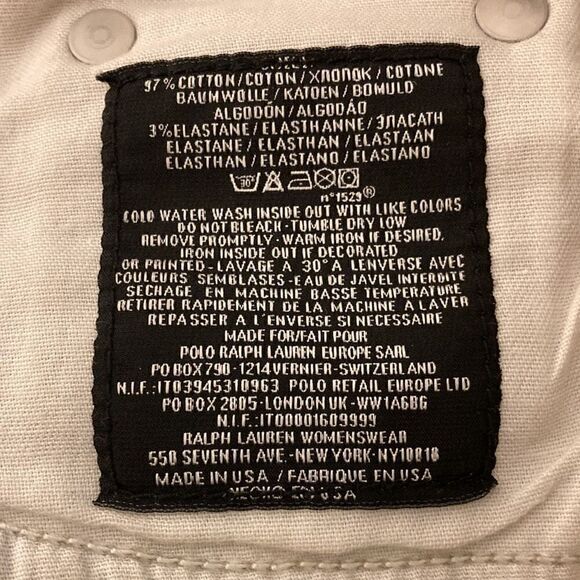 97% COTTON / COTON / ХЛОПОК / COTONE
BAUMWOLLE / KATOEN / BOMULD
ALGODÓN / ALGODÃO
3% ELASTANE / ELASTHANNE / ЭЛАСАТН
ELASTANE / ELASTHAN / ELASTAAN
ELASTHAN / ELASTANO / ELASTANO
30°
n°1529®
COLD WATER WASH INSIDE OUT WITH LIKE COLORS
DO NOT BLEACH · TUMBLE DRY LOW
REMOVE PROMPTLY · WARM IRON IF DESIRED,
IRON INSIDE OUT IF DECORATED
OR PRINTED - LAVAGE A 30° A LENVERSE AVEC
COULEURS SEMBLASES - EAU DE JAVEL INTERDITE
SECHAGE EN MACHINE BASSE TEMPERATURE
RETIRER RAPIDEMENT DE LA MACHINE A LAVER
REPASSER A L'ENVERSE SI NECESSAIRE
MADE FOR/FAIT POUR
POLO RALPH LAUREN EUROPE SARL
PO BOX 790 · 1214 VERNIER - SWITZERLAND
N.I.F.: IT03945310963 POLO RETAIL EUROPE LTD
PO BOX 2805 · LONDON UK - WW1A6BG
N.I.F.: IT00001609999
RALPH LAUREN WOMENSWEAR
550 SEVENTH AVE. - NEW YORK · NY10018
MADE IN USA / FABRIQUE EN USA
HECHO EN USA